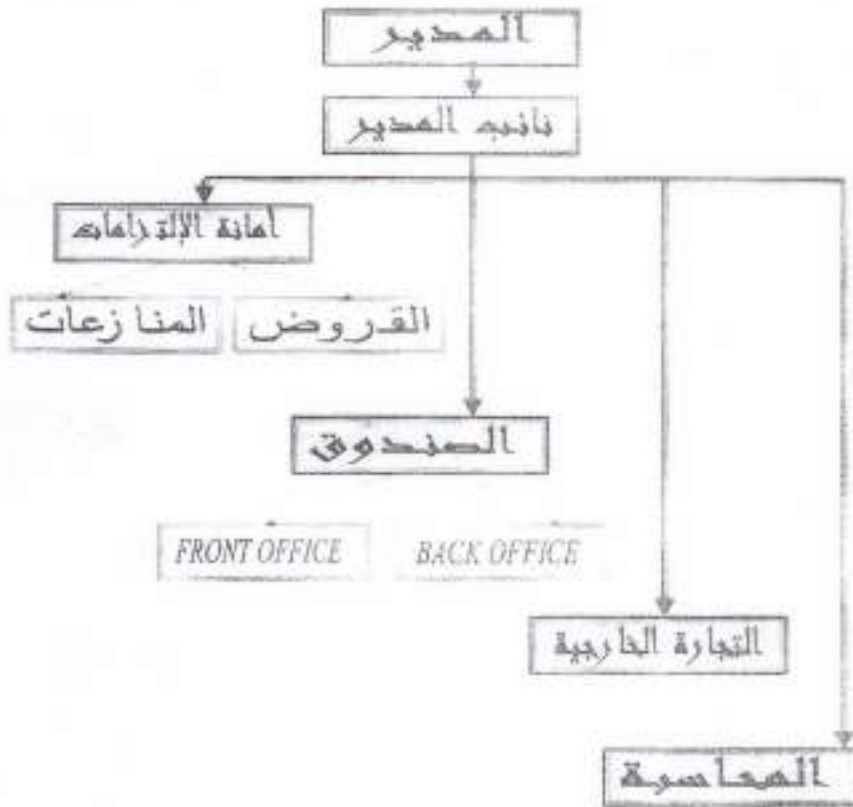 المدير
نائب المدير
أمانة الإلتزامات
القروض
المنازعات
الصندوق
FRONT OFFICE
BACK OFFICE
التجارة الخارجية
المحاسبة